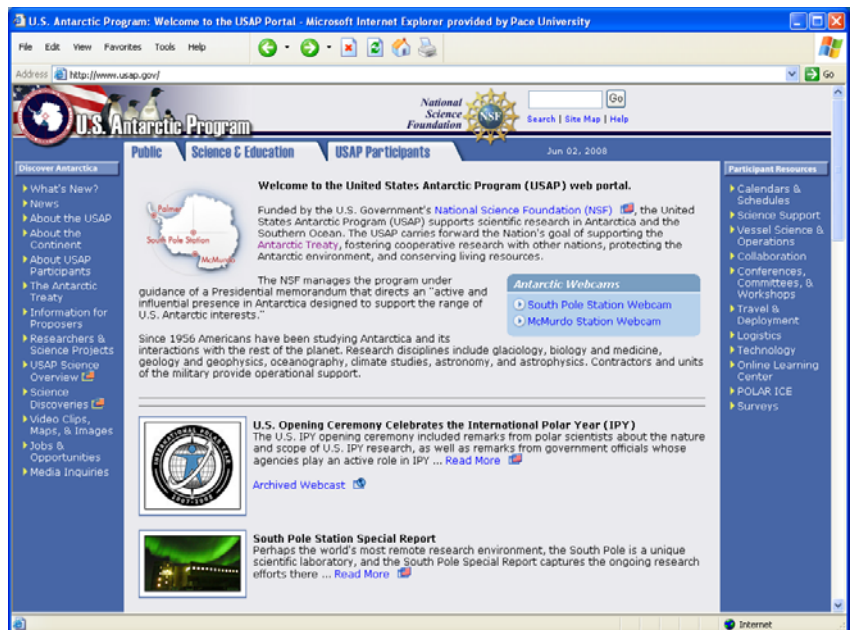 U.S. Antarctic Program: Welcome to the USAP Portal - Microsoft Internet Explorer provided by Pace University
File Edit View Favorites Tools Help
Address http://www.usap.gov/ Go
U.S. Antarctic Program
National
Science
Foundation
NSF
Go
Search | Site Map | Help
Public Science & Education USAP Participants Jun 02, 2008
Discover Antarctica
What's New?
News
About the USAP
About the
Continent
About USAP
Participants
The Antarctic
Treaty
Information for
Proposers
Researchers &
Science Projects
USAP Science
Overview
Science
Discoveries
Video Clips,
Maps, & Images
Jobs &
Opportunities
Media Inquiries
Palmer
South Pole Station
McMurdo
Welcome to the United States Antarctic Program (USAP) web portal.
Funded by the U.S. Government's National Science Foundation (NSF) , the United
States Antarctic Program (USAP) supports scientific research in Antarctica and the
Southern Ocean. The USAP carries forward the Nation's goal of supporting the
Antarctic Treaty, fostering cooperative research with other nations, protecting the
Antarctic environment, and conserving living resources.
The NSF manages the program under
guidance of a Presidential memorandum that directs an "active and
influential presence in Antarctica designed to support the range of
U.S. Antarctic interests."
Antarctic Webcams
South Pole Station Webcam
McMurdo Station Webcam
Since 1956 Americans have been studying Antarctica and its
interactions with the rest of the planet. Research disciplines include glaciology, biology and medicine,
geology and geophysics, oceanography, climate studies, astronomy, and astrophysics. Contractors and units
of the military provide operational support.
INTERNATIONAL POLAR YEAR
2007-2008
U.S. Opening Ceremony Celebrates the International Polar Year (IPY)
The U.S. IPY opening ceremony included remarks from polar scientists about the nature
and scope of U.S. IPY research, as well as remarks from government officials whose
agencies play an active role in IPY ... Read More
Archived Webcast
South Pole Station Special Report
Perhaps the world's most remote research environment, the South Pole is a unique
scientific laboratory, and the South Pole Special Report captures the ongoing research
efforts there ... Read More
Participant Resources
Calendars &
Schedules
Science Support
Vessel Science &
Operations
Collaboration
Conferences,
Committees, &
Workshops
Travel &
Deployment
Logistics
Technology
Online Learning
Center
POLAR ICE
Surveys
Internet